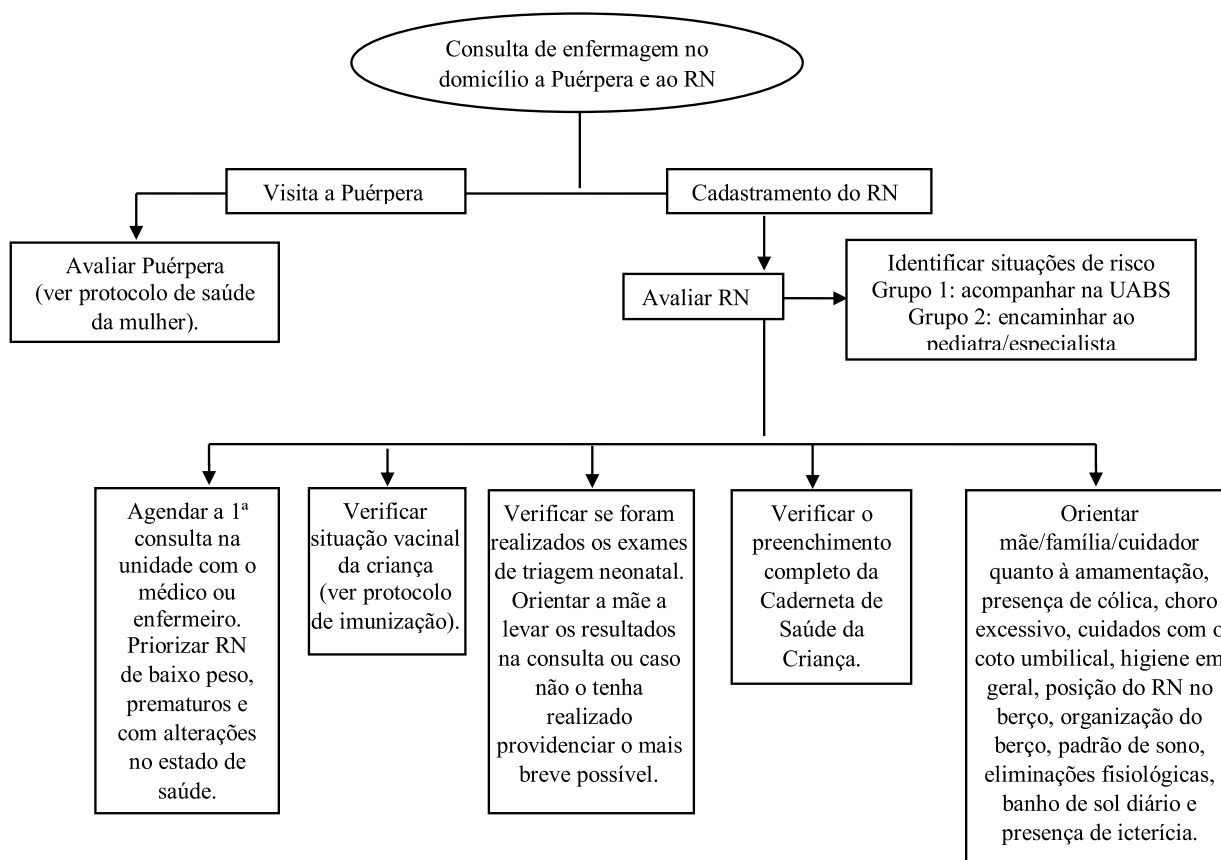 Consulta de enfermagem no
domicílio a Puérpera e ao RN
Visita a Puérpera
Cadastramento do RN
Avaliar Puérpera
(ver protocolo de saúde
da mulher).
Avaliar RN
Identificar situações de risco
Grupo 1: acompanhar na UABS
Grupo 2: encaminhar ao
pediatra/especialista
Agendar a 1ª
consulta na
unidade com o
médico ou
enfermeiro.
Priorizar RN
de baixo peso,
prematuros e
com alterações
no estado de
saúde.
Verificar
situação vacinal
da criança
(ver protocolo
de imunização).
Verificar se foram
realizados os exames
de triagem neonatal.
Orientar a mãe a
levar os resultados
na consulta ou caso
não o tenha
realizado
providenciar o mais
breve possível.
Verificar o
preenchimento
completo da
Caderneta de
Saúde da
Criança.
Orientar
mãe/família/cuidador
quanto à amamentação,
presença de cólica, choro
excessivo, cuidados com o
coto umbilical, higiene em
geral, posição do RN no
berço, organização do
berço, padrão de sono,
eliminações fisiológicas,
banho de sol diário e
presença de icterícia.